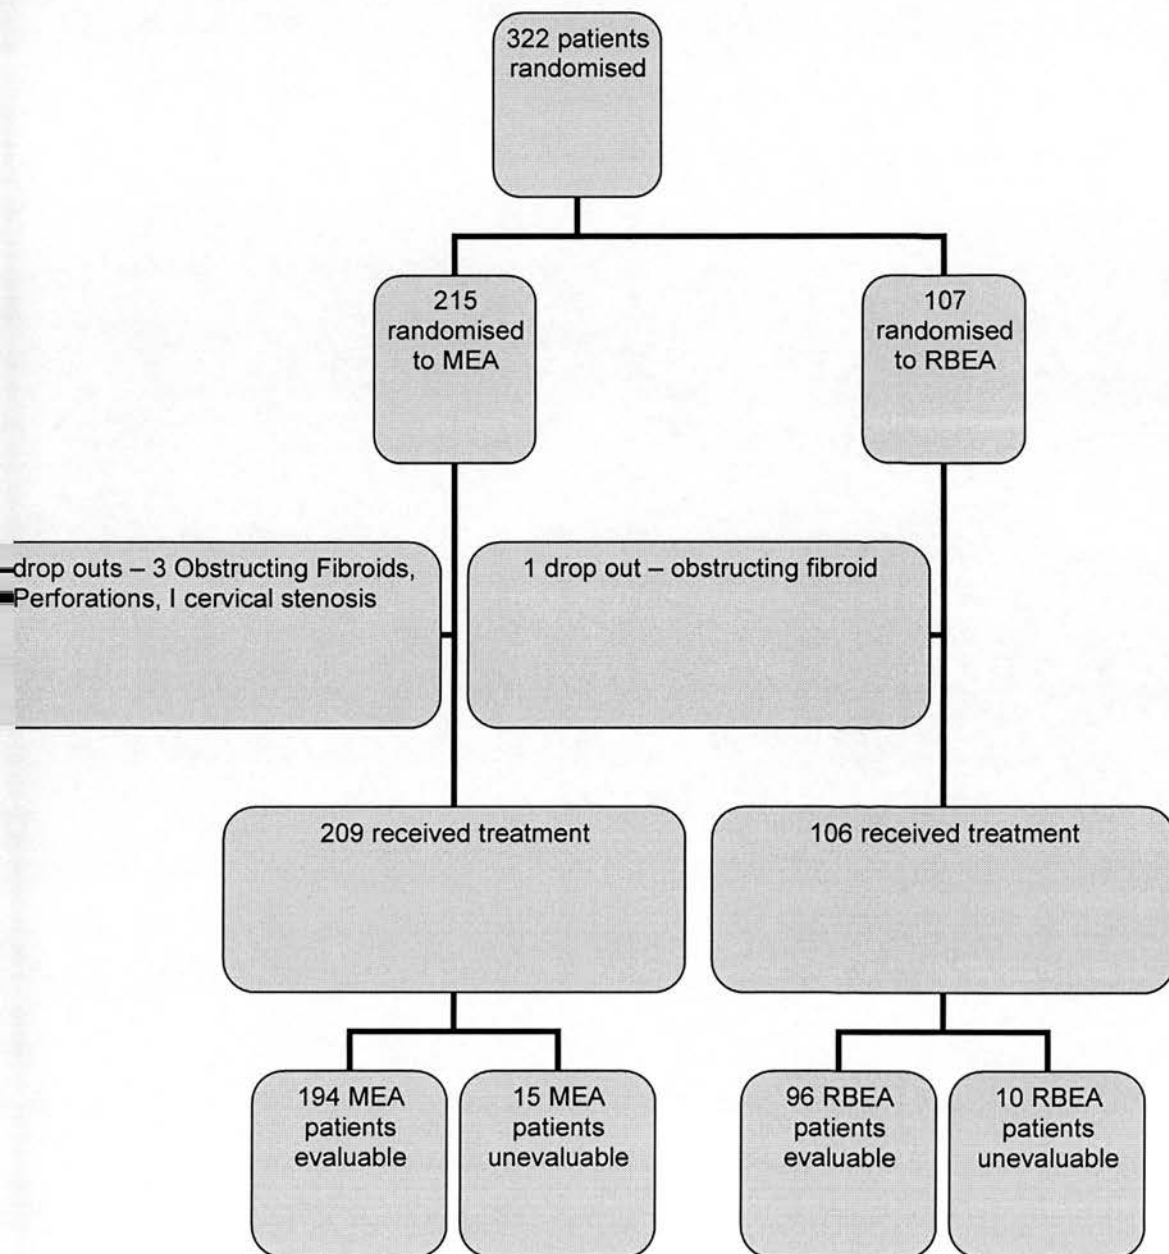 322 patients
randomised
215
randomised
to MEA
107
randomised
to RBEA
drop outs – 3 Obstructing Fibroids,
Perforations, I cervical stenosis
1 drop out – obstructing fibroid
209 received treatment
106 received treatment
194 MEA
patients
evaluable
15 MEA
patients
unevaluable
96 RBEA
patients
evaluable
10 RBEA
patients
unevaluable